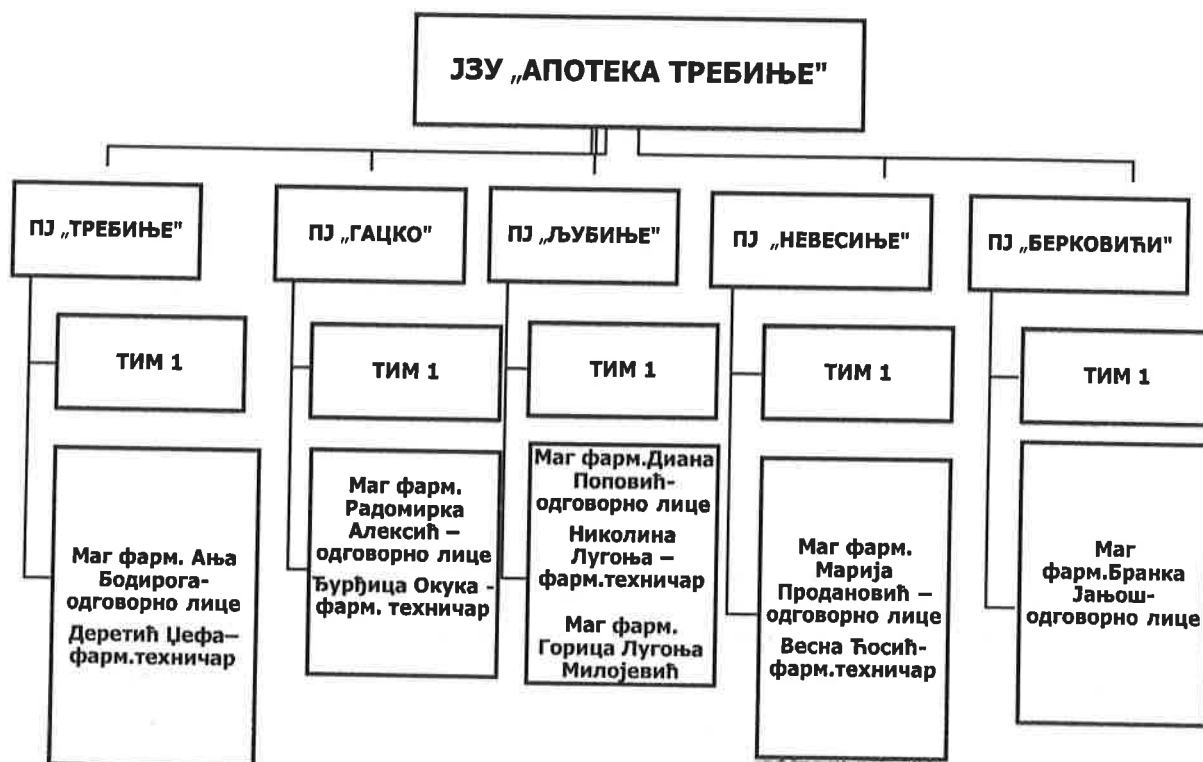 ЈЗУ „АПОТЕКА ТРЕБИЊЕ"
ПЈ „ТРЕБИЊЕ"
ПЈ „ГАЦКО"
ПЈ „ЉУБИЊЕ"
ПЈ „НЕВЕСИЊЕ"
ПЈ „БЕРКОВИЋИ"
ТИМ 1
ТИМ 1
ТИМ 1
ТИМ 1
ТИМ 1
Маг фарм. Ања
Бодирога-
одговорно лице
Деретић Џефа–
фарм.техничар
Маг фарм.
Радомирка
Алексић –
одговорно лице
Ђурђица Окука -
фарм. техничар
Маг фарм.Диана
Поповић-
одговорно лице
Николина
Лугоња –
фарм.техничар
Маг фарм.
Горица Лугоња
Милојевић
Маг фарм.
Марија
Продановић –
одговорно лице
Весна Ћосић-
фарм.техничар
Маг
фарм.Бранка
Јањош-
одговорно лице